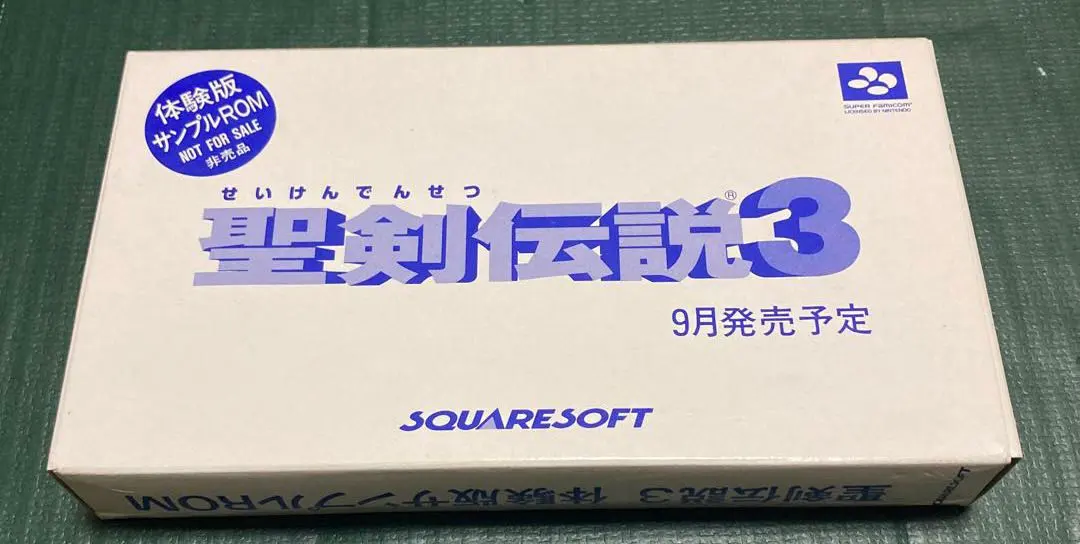 体験版
サンプルROM
NOT FOR SALE
非売品
SUPER FAMICOM®
LICENSED BY NINTENDO
せいけんでんせつ
聖剣伝説®3
9月発売予定
SQUARESOFT
聖剣伝説3 体験版サンプルROM
SQUARESOFT